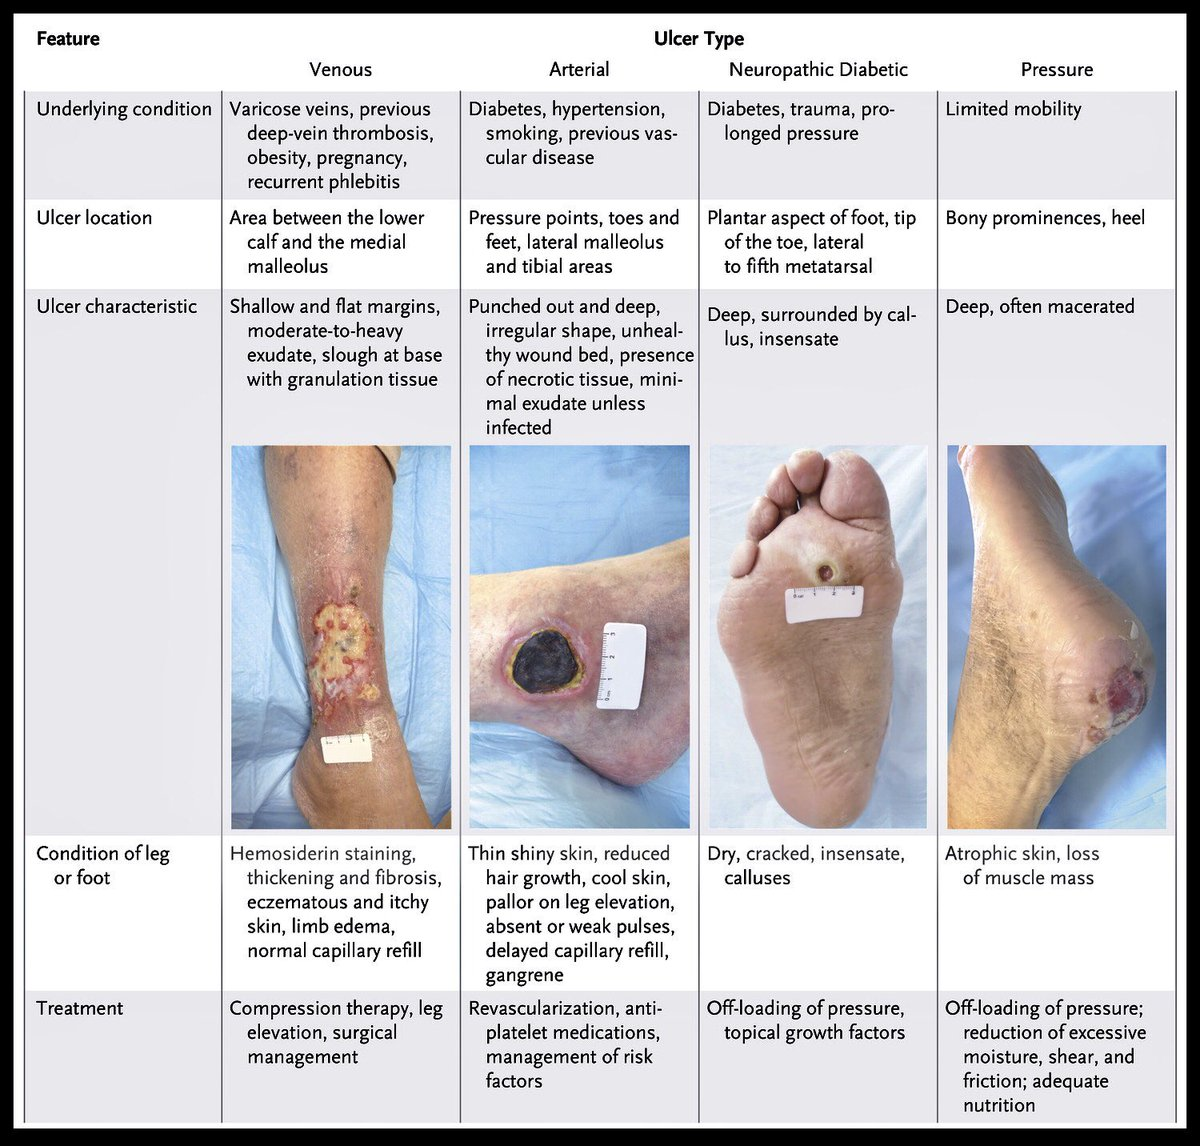 Feature
Ulcer Type
Venous
Arterial
Neuropathic Diabetic
Pressure
Underlying condition
Varicose veins, previous
deep-vein thrombosis,
obesity, pregnancy,
recurrent phlebitis
Diabetes, hypertension,
smoking, previous vas-
cular disease
Diabetes, trauma, pro-
longed pressure
Limited mobility
Ulcer location
Area between the lower
calf and the medial
malleolus
Pressure points, toes and
feet, lateral malleolus
and tibial areas
Plantar aspect of foot, tip
of the toe, lateral
to fifth metatarsal
Bony prominences, heel
Ulcer characteristic
Shallow and flat margins,
moderate-to-heavy
exudate, slough at base
with granulation tissue
Punched out and deep,
irregular shape, unheal-
thy wound bed, presence
of necrotic tissue, mini-
mal exudate unless
infected
Deep, surrounded by cal-
lus, insensate
Deep, often macerated
Condition of leg
or foot
Hemosiderin staining,
thickening and fibrosis,
eczematous and itchy
skin, limb edema,
normal capillary refill
Thin shiny skin, reduced
hair growth, cool skin,
pallor on leg elevation,
absent or weak pulses,
delayed capillary refill,
gangrene
Dry, cracked, insensate,
calluses
Atrophic skin, loss
of muscle mass
Treatment
Compression therapy, leg
elevation, surgical
management
Revascularization, anti-
platelet medications,
management of risk
factors
Off-loading of pressure,
topical growth factors
Off-loading of pressure;
reduction of excessive
moisture, shear, and
friction; adequate
nutrition